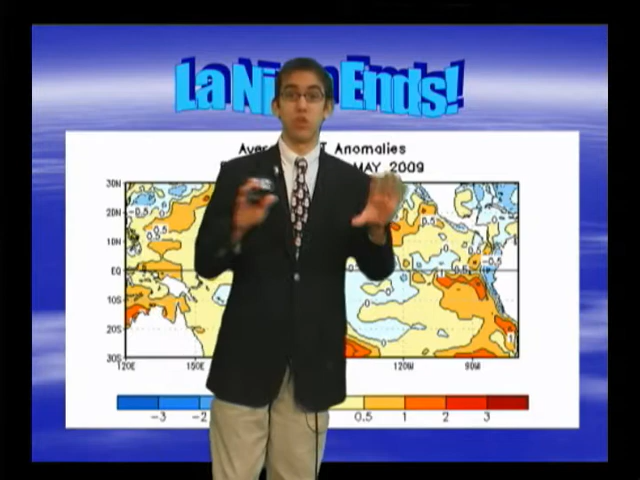 La Ni Ends!
Ave T Anomalies
MAY 2009
30N
20N
10N
EQ
10S
20S
30S
120E 150E 120W 90W
-3 -2 0.5 1 2 3